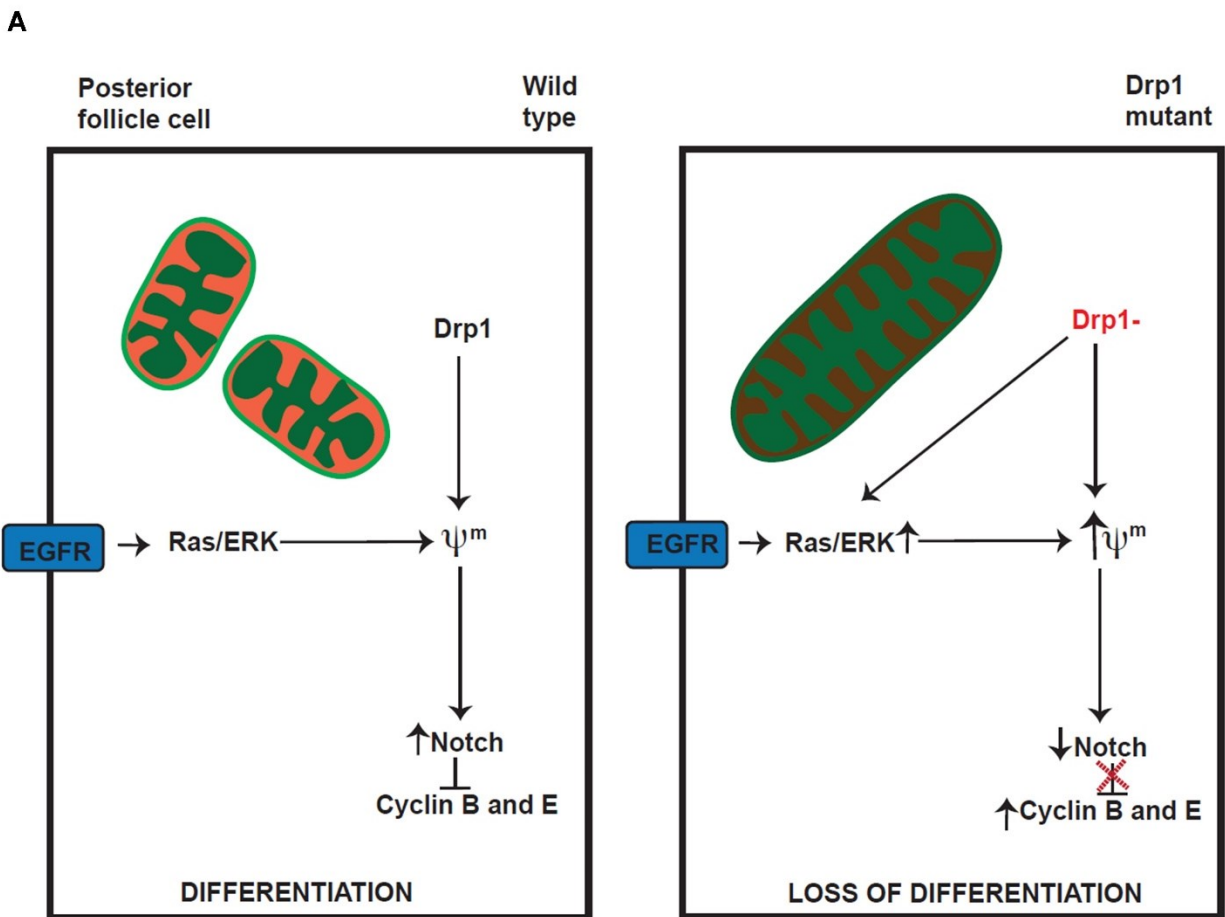 A
Posterior
follicle cell
Wild
type
Drp1
EGFR
Ras/ERK
ψm
↑Notch
Cyclin B and E
DIFFERENTIATION
Drp1
mutant
Drp1-
EGFR
Ras/ERK↑
↑ψm
↓Notch
↑Cyclin B and E
LOSS OF DIFFERENTIATION